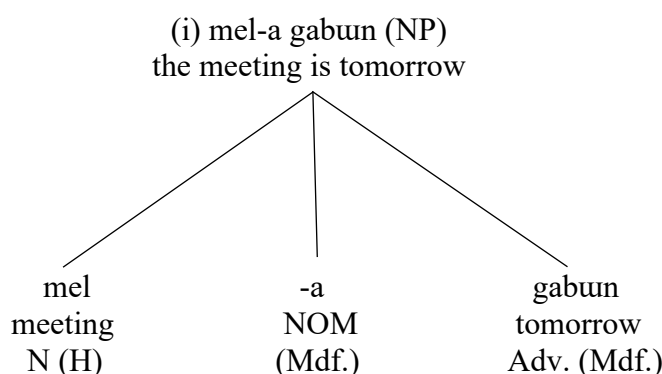 (i) mel-a gabɯn (NP)
the meeting is tomorrow
mel -a gabɯn
meeting NOM tomorrow
N (H) (Mdf.) Adv. (Mdf.)